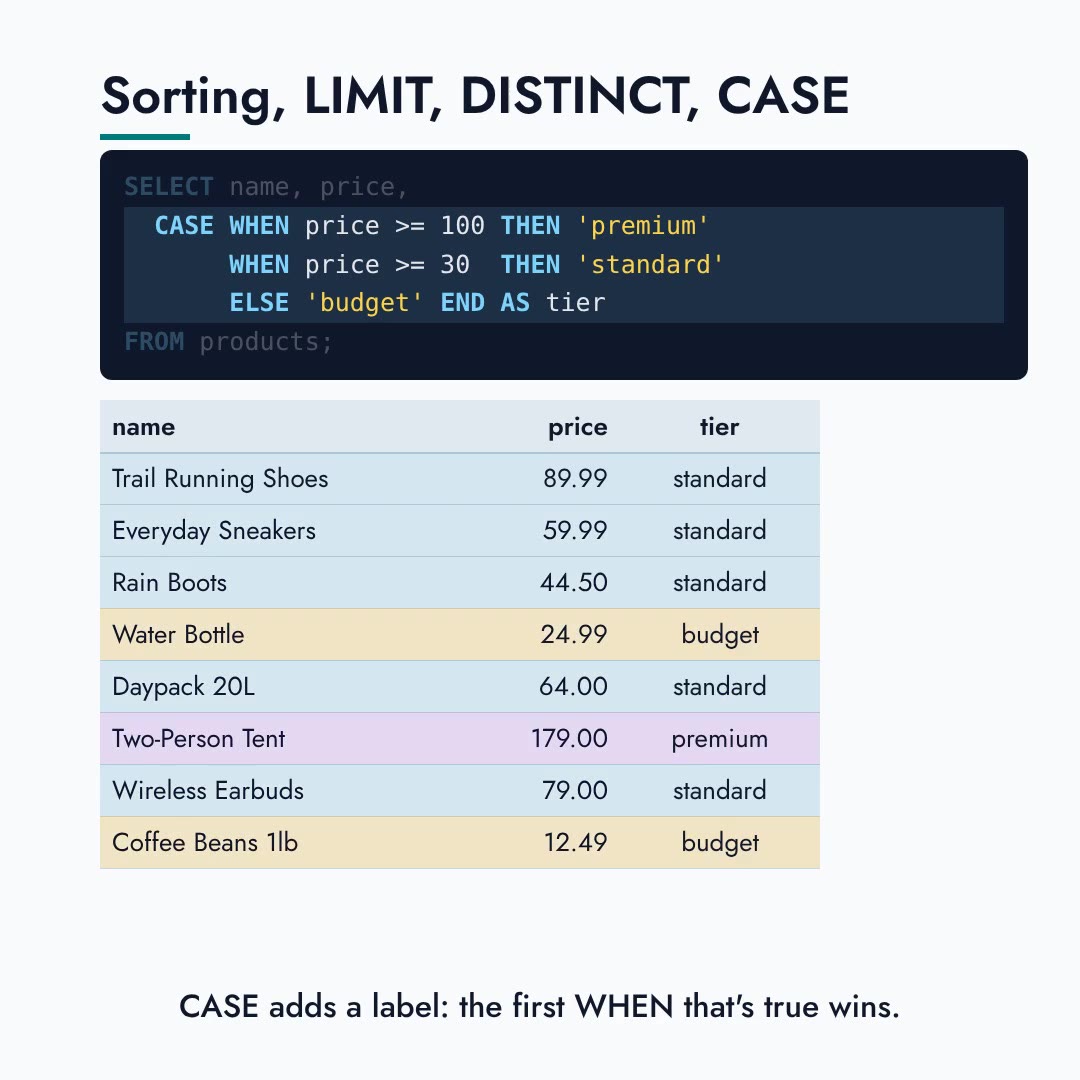 Sorting, LIMIT, DISTINCT, CASE
SELECT name, price,
CASE WHEN price >= 100 THEN 'premium'
WHEN price >= 30 THEN 'standard'
ELSE 'budget' END AS tier
FROM products;
name price tier
Trail Running Shoes 89.99 standard
Everyday Sneakers 59.99 standard
Rain Boots 44.50 standard
Water Bottle 24.99 budget
Daypack 20L 64.00 standard
Two-Person Tent 179.00 premium
Wireless Earbuds 79.00 standard
Coffee Beans 1lb 12.49 budget
CASE adds a label: the first WHEN that's true wins.